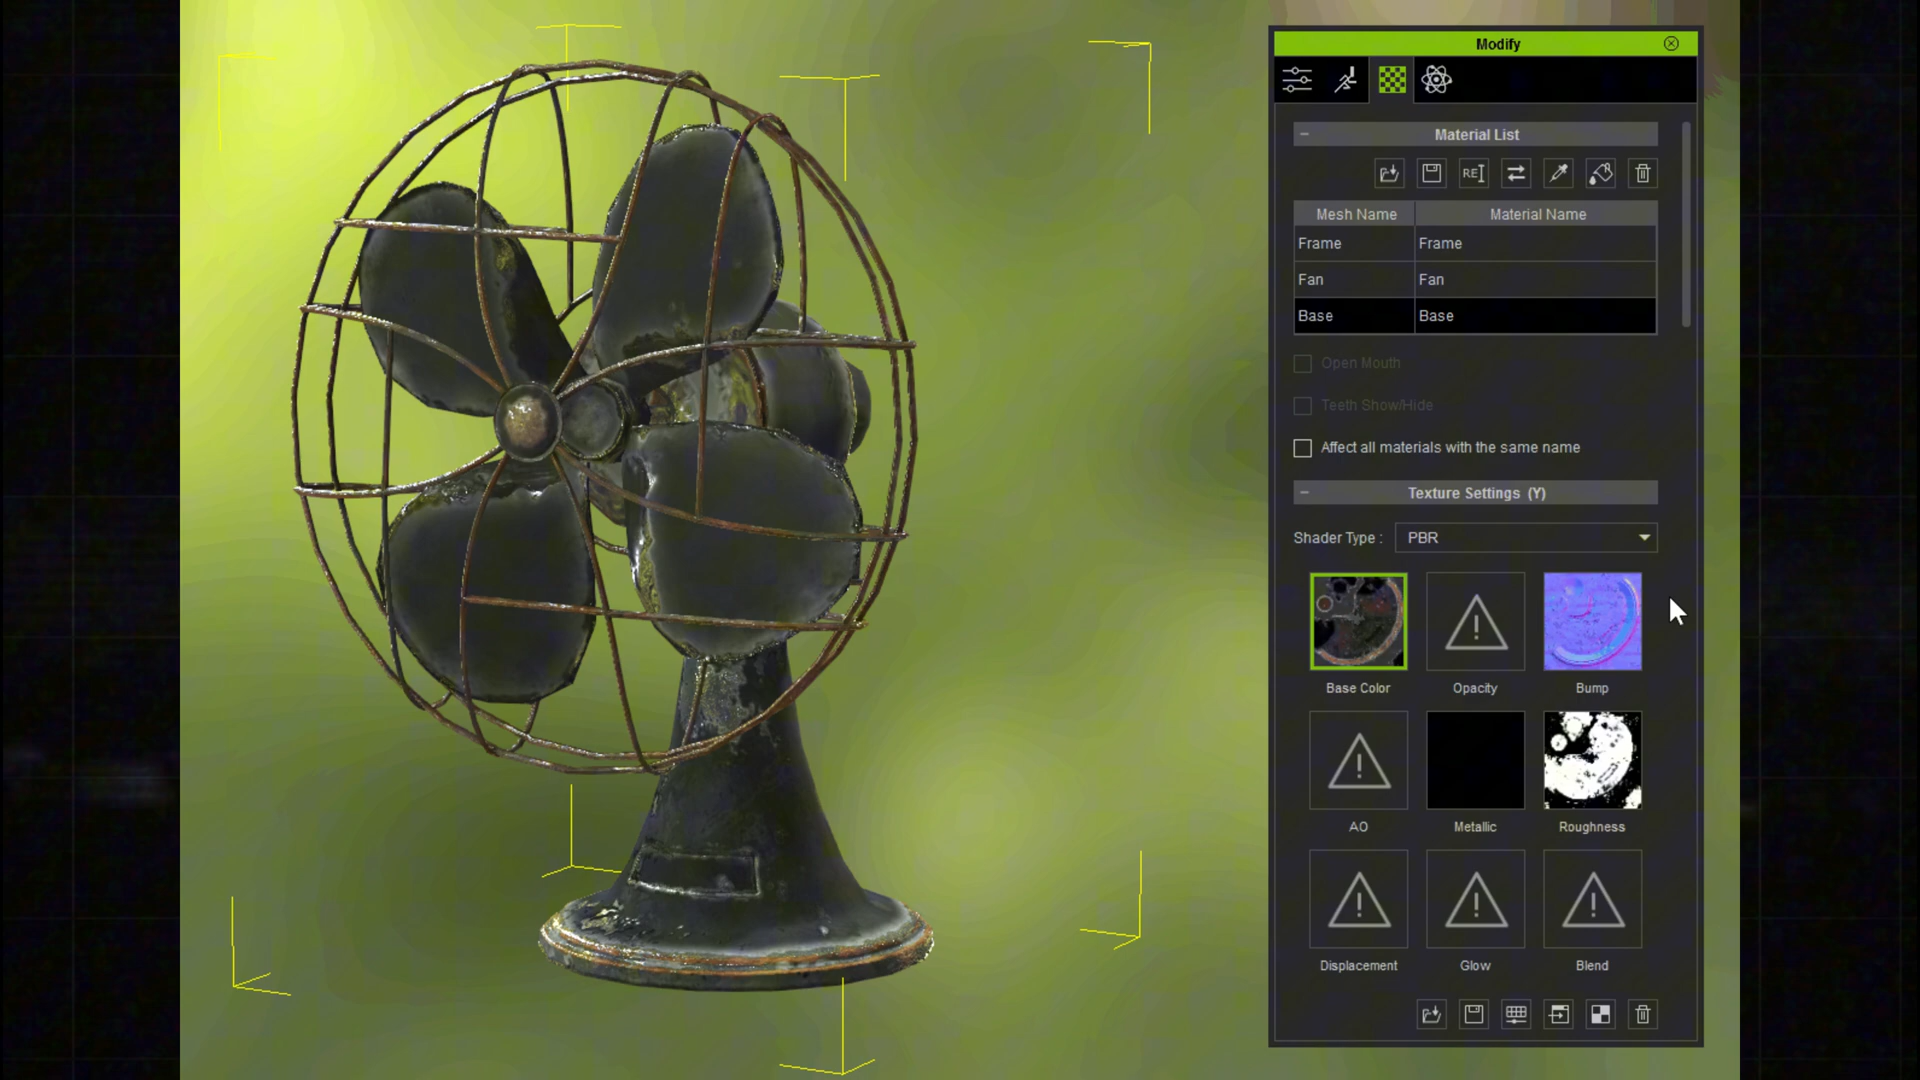 Modify
Material List
REI
Mesh Name Material Name
Frame Frame
Fan Fan
Base Base
Open Mouth
Teeth Show/Hide
Affect all materials with the same name
Texture Settings (Y)
Shader Type : PBR
Base Color Opacity Bump
AO Metallic Roughness
Displacement Glow Blend